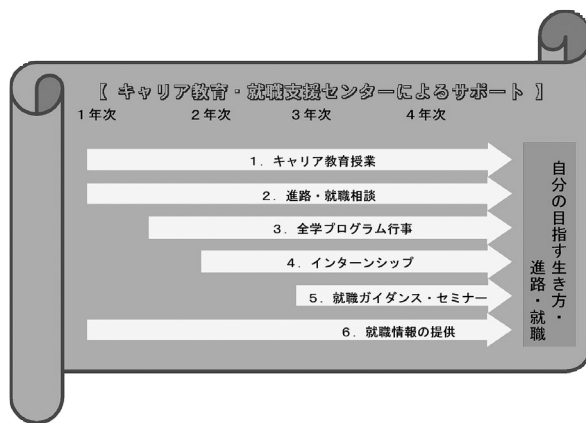 【 キャリア教育・就職支援センターによるサポート 】
1年次 2年次 3年次 4年次
1．キャリア教育授業
2．進路・就職相談
3．全学プログラム行事
4．インターンシップ
5．就職ガイダンス・セミナー
6．就職情報の提供
自分の目指す生き方・
進路・就職